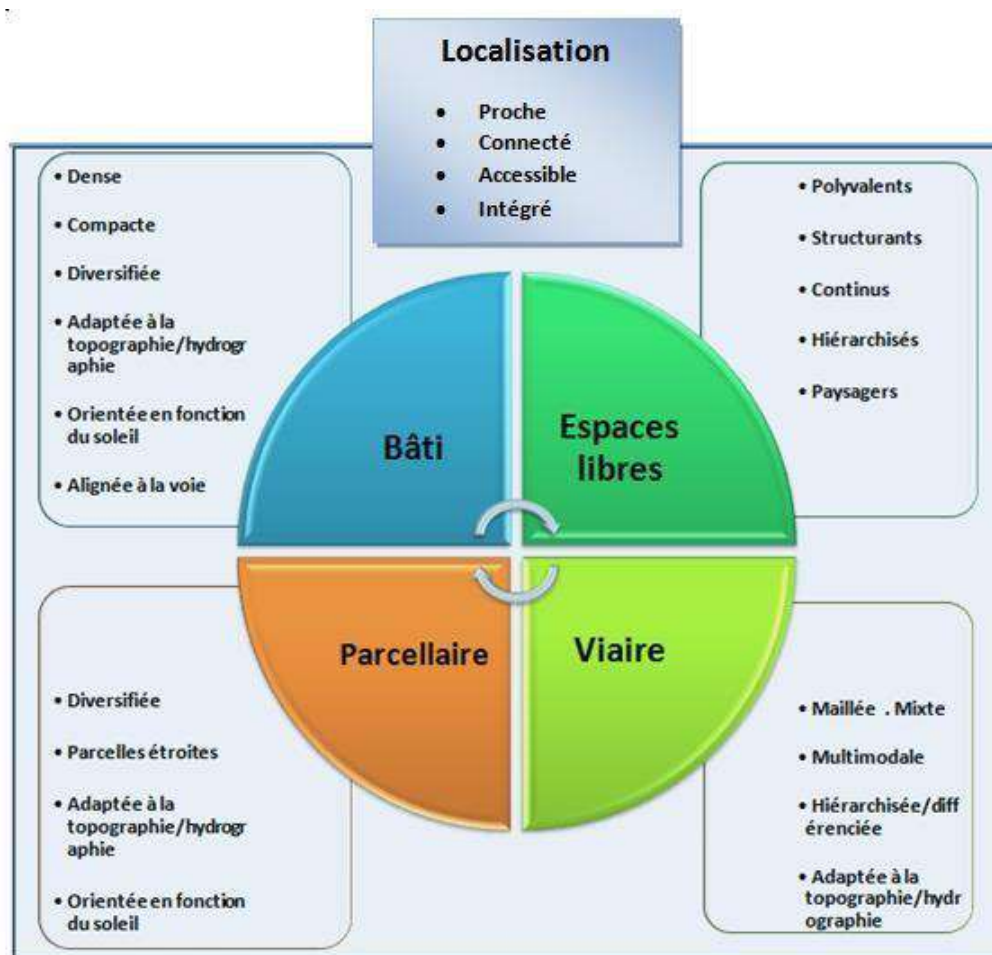 Localisation
• Proche
• Connecté
• Accessible
• Intégré
• Dense
• Compacte
• Diversifiée
• Adaptée à la
topographie/hydrogr
aphie
• Orientée en fonction
du soleil
• Alignée à la voie
• Polyvalents
• Structurants
• Continus
• Hiérarchisés
• Paysagers
Bâti
Espaces
libres
Parcellaire
Viaire
• Diversifiée
• Parcelles étroites
• Adaptée à la
topographie/hydrogr
aphie
• Orientée en fonction
du soleil
• Maillée . Mixte
• Multimodale
• Hiérarchisée/diff
érenciée
• Adaptée à la
topographie/hydr
ographie